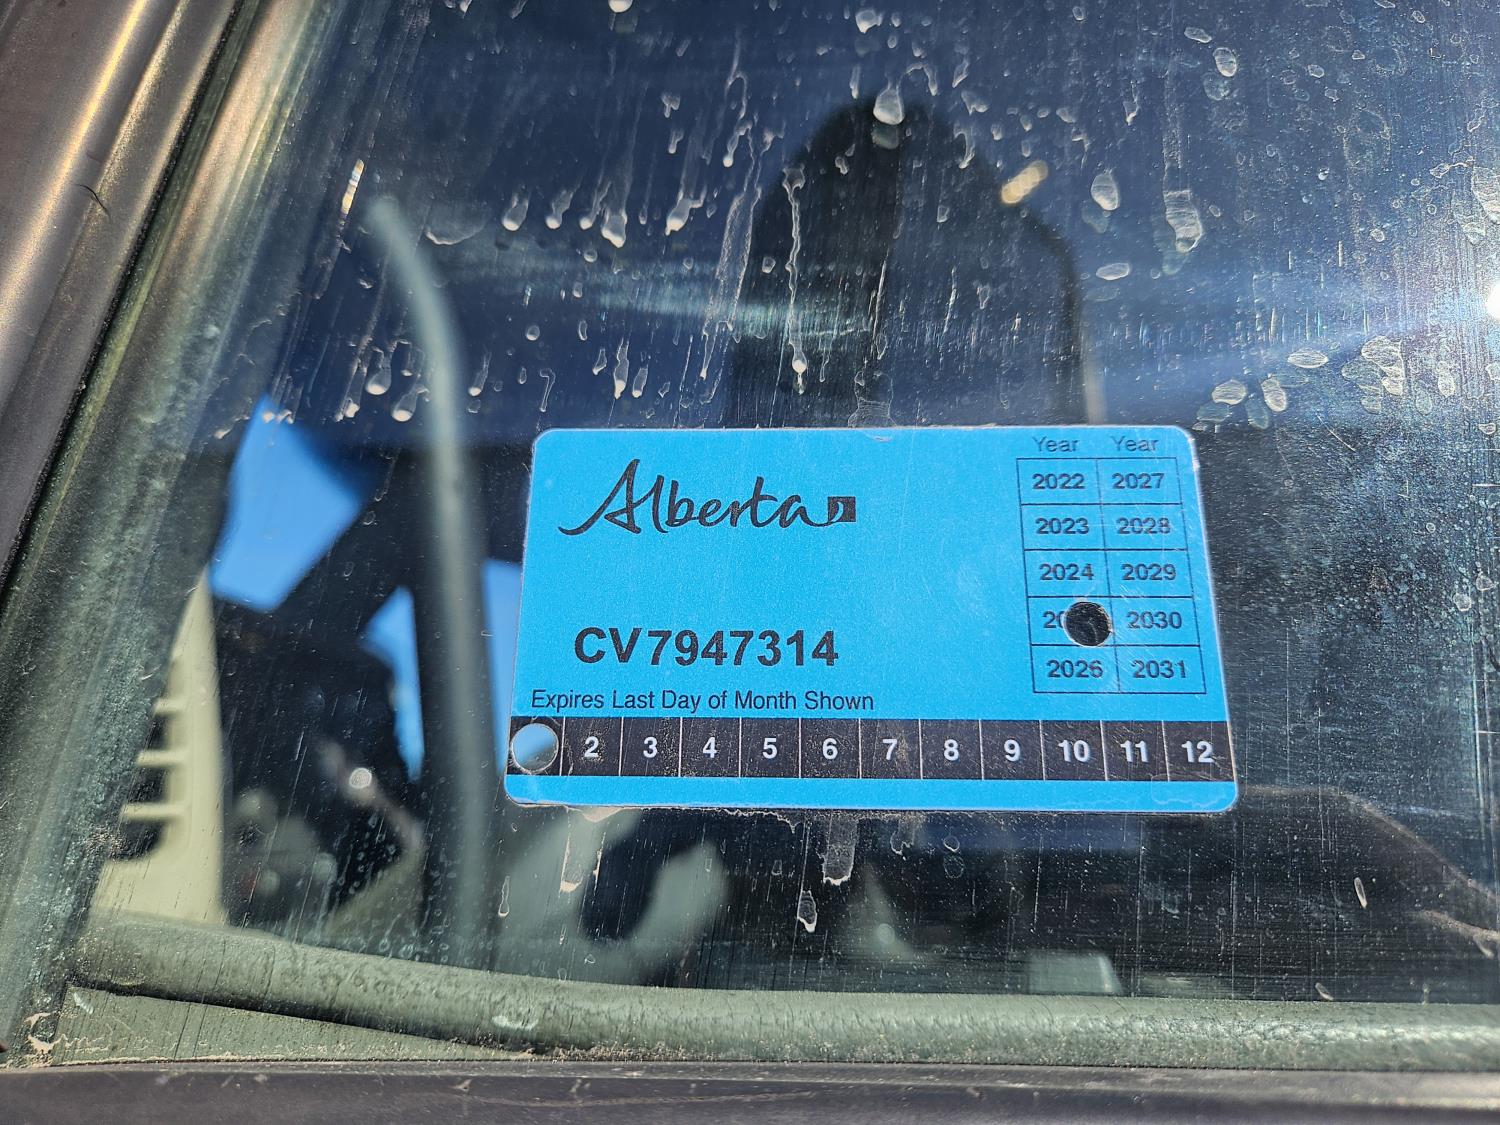 Alberta
Year Year
2022 2027
2023 2028
2024 2029
2030
2026 2031
CV7947314
Expires Last Day of Month Shown
2 3 4 5 6 7 8 9 10 11 12